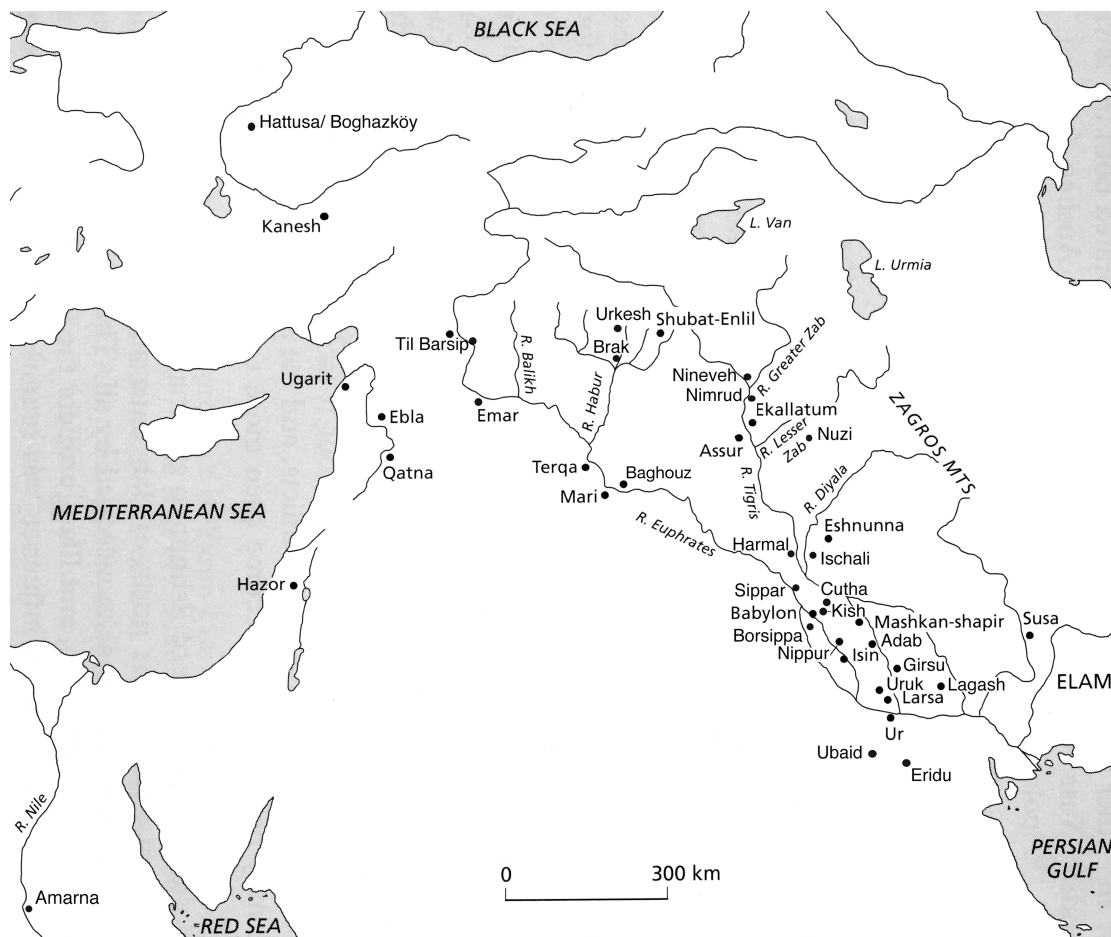 BLACK SEA
Hattusa/ Boghazköy
Kanesh
L. Van
L. Urmia
Urkesh
Shubat-Enlil
Til Barsip
R. Balikh
Brak
R. Habur
Nineveh
R. Greater Zab
Nimrud
Ugarit
Ebla
Emar
Ekallatum
ZAGROS MTS
Assur
R. Lesser
Zab
Nuzi
Qatna
Terqa
Baghouz
Mari
R. Tigris
R. Diyala
MEDITERRANEAN SEA
R. Euphrates
Eshnunna
Harmal
Ischali
Hazor
Sippar
Cutha
Babylon
Kish
Mashkan-shapir
Susa
Borsippa
Adab
Nippur
Isin
Girsu
Uruk
Lagash
ELAM
Larsa
Ur
Ubaid
Eridu
R. Nile
PERSIAN
GULF
0
300 km
Amarna
RED SEA